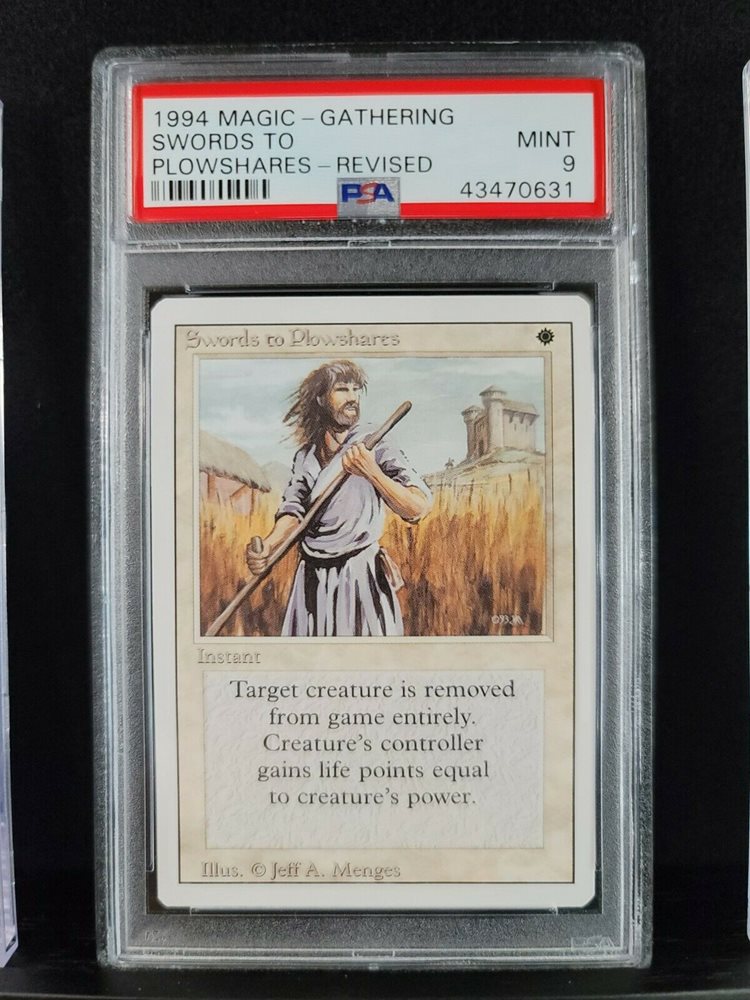 1994 MAGIC - GATHERING
SWORDS TO
PLOWSHARES - REVISED
MINT
9
PSA
43470631
Swords to Plowshares
Instant
Target creature is removed
from game entirely.
Creature's controller
gains life points equal
to creature's power.
Illus. © Jeff A. Menges
PSA